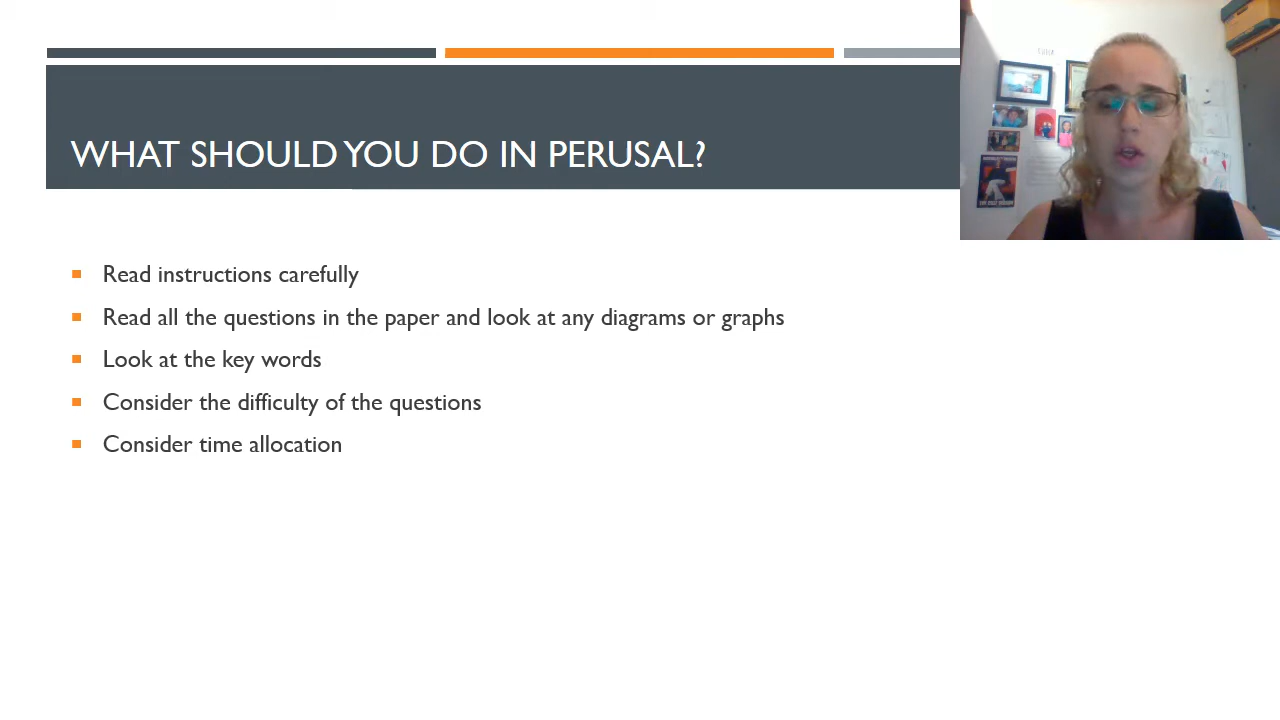 WHAT SHOULD YOU DO IN PERUSAL?
Read instructions carefully
Read all the questions in the paper and look at any diagrams or graphs
Look at the key words
Consider the difficulty of the questions
Consider time allocation